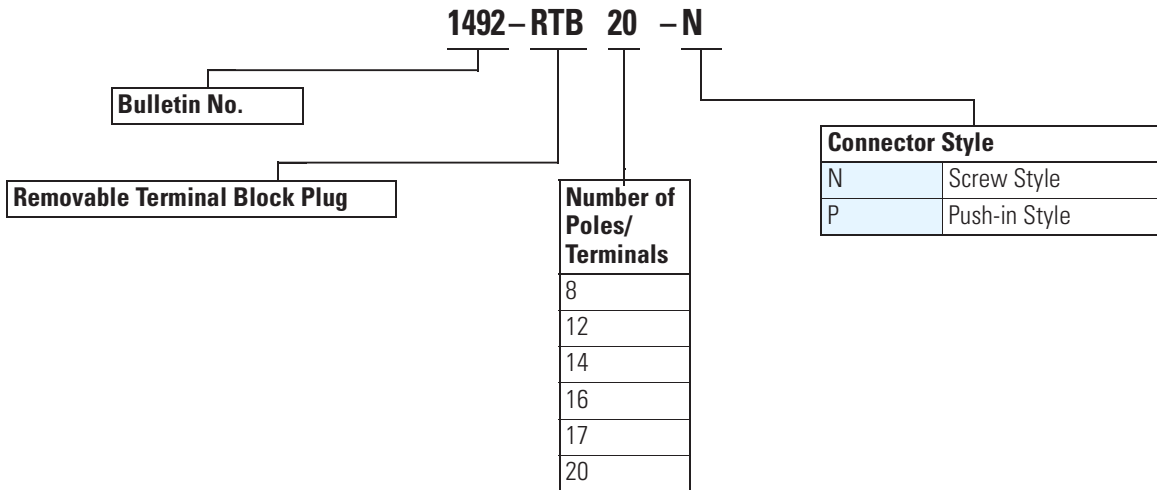 1492–RTB 20 –N
Bulletin No.
Removable Terminal Block Plug
Number of
Poles/
Terminals
8
12
14
16
17
20
Connector Style
N Screw Style
P Push-in Style